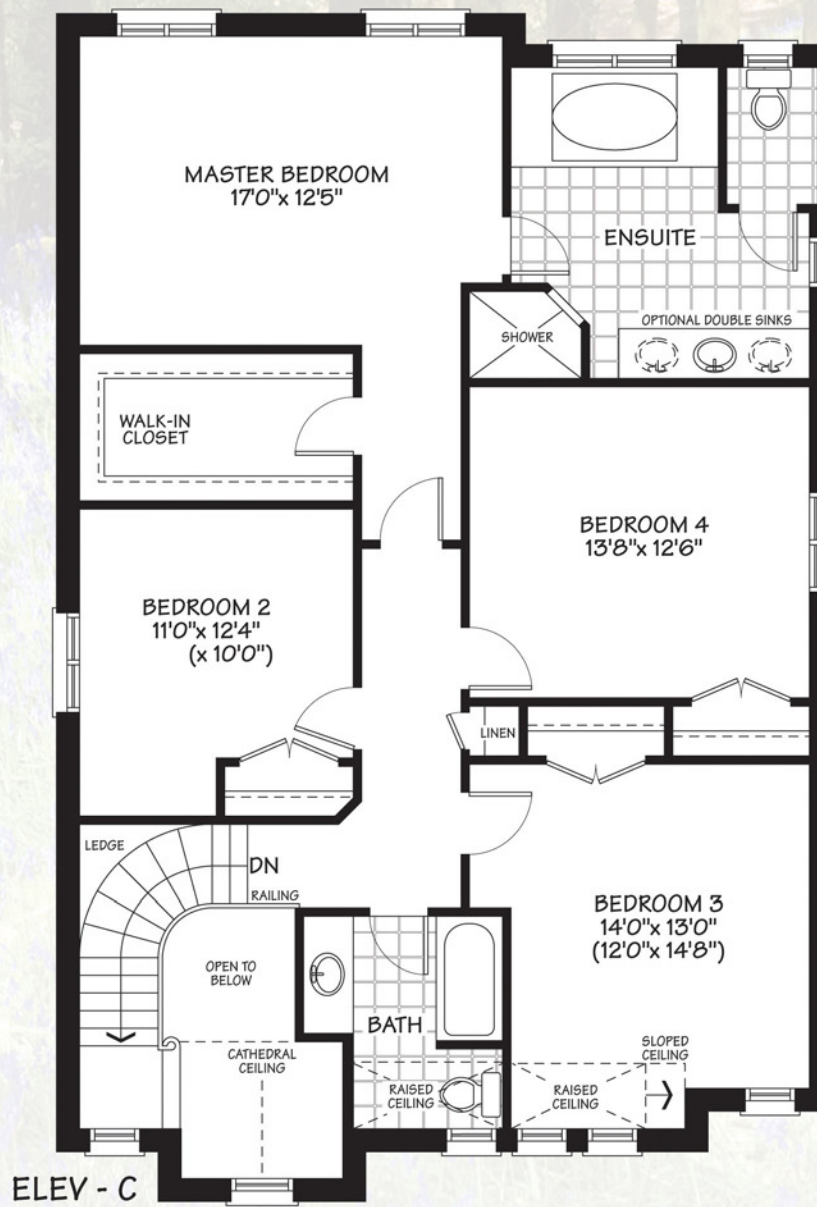 MASTER BEDROOM
17'0"x 12'5"
ENSUITE
OPTIONAL DOUBLE SINKS
SHOWER
WALK-IN
CLOSET
BEDROOM 4
13'8"x 12'6"
BEDROOM 2
11'0"x 12'4"
(x 10'0")
LINEN
LEDGE
DN
RAILING
BEDROOM 3
14'0"x 13'0"
(12'0"x 14'8")
OPEN TO
BELOW
BATH
CATHEDRAL
CEILING
SLOPED
CEILING
RAISED
CEILING
RAISED
CEILING
ELEV - C